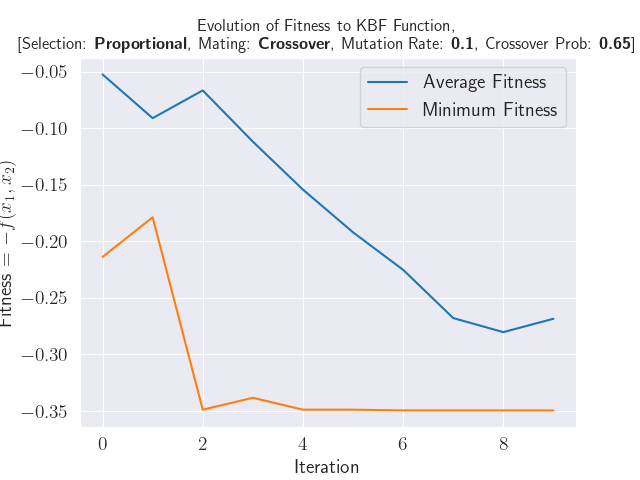 Evolution of Fitness to KBF Function,
[Selection: Proportional, Mating: Crossover, Mutation Rate: 0.1, Crossover Prob: 0.65]
Average Fitness
Minimum Fitness
−0.05
−0.10
−0.15
−0.20
−0.25
−0.30
−0.35
Fitness = −f(x₁, x₂)
0 2 4 6 8
Iteration